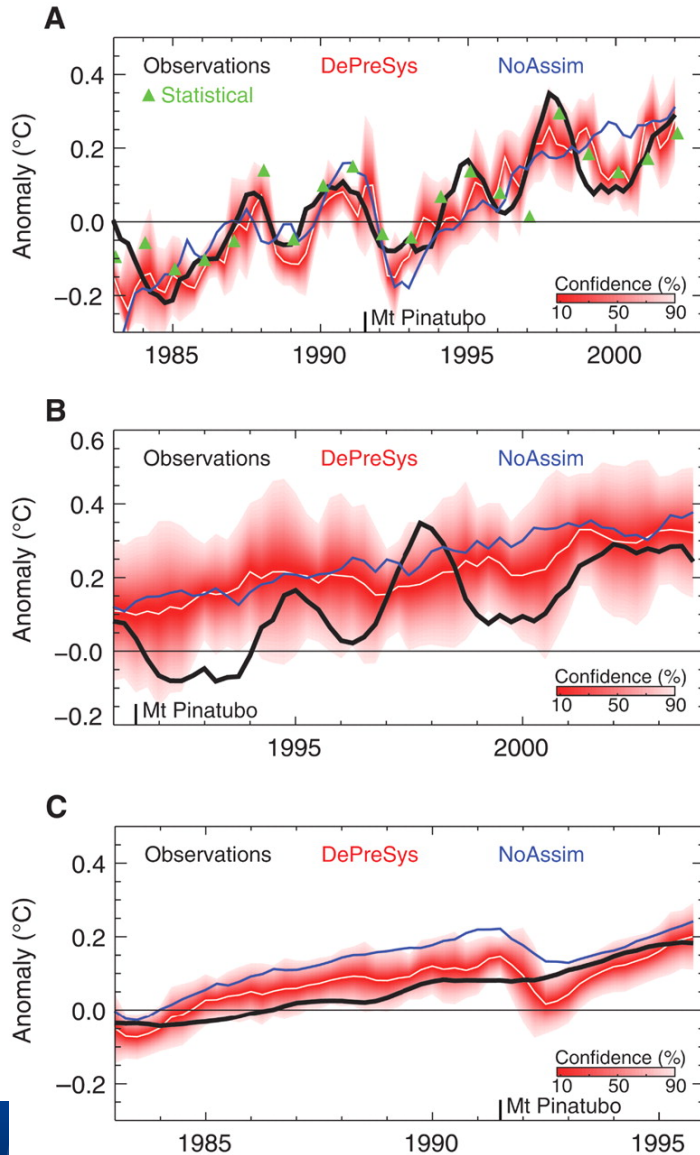 A
Observations DePreSys NoAssim
▲ Statistical
Anomaly (°C)
0.4
0.2
0.0
−0.2
Confidence (%)
10 50 90
Mt Pinatubo
1985 1990 1995 2000
B
Observations DePreSys NoAssim
Anomaly (°C)
0.6
0.4
0.2
−0.0
−0.2
Confidence (%)
10 50 90
Mt Pinatubo
1995 2000
C
Observations DePreSys NoAssim
Anomaly (°C)
0.4
0.2
0.0
−0.2
Confidence (%)
10 50 90
Mt Pinatubo
1985 1990 1995